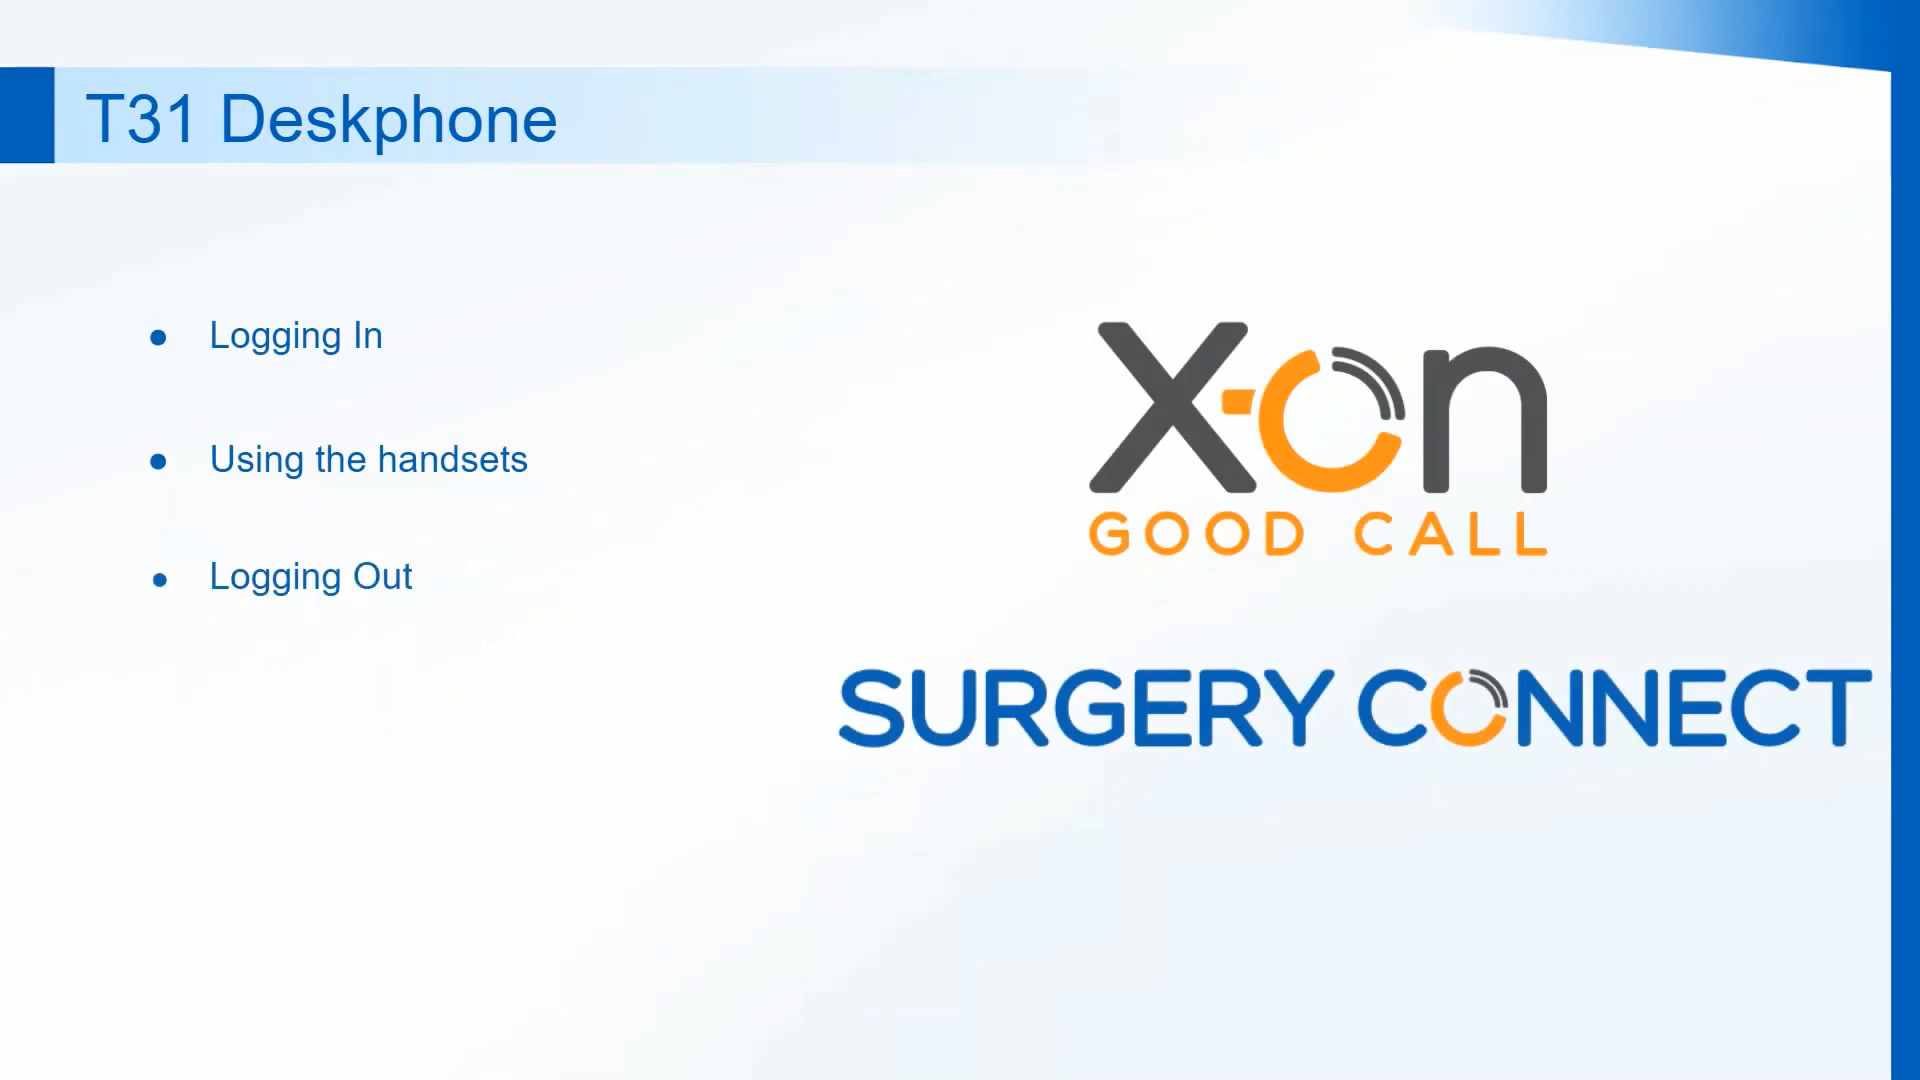 T31 Deskphone
Logging In
Using the handsets
Logging Out
X-on
GOOD CALL
SURGERY CONNECT